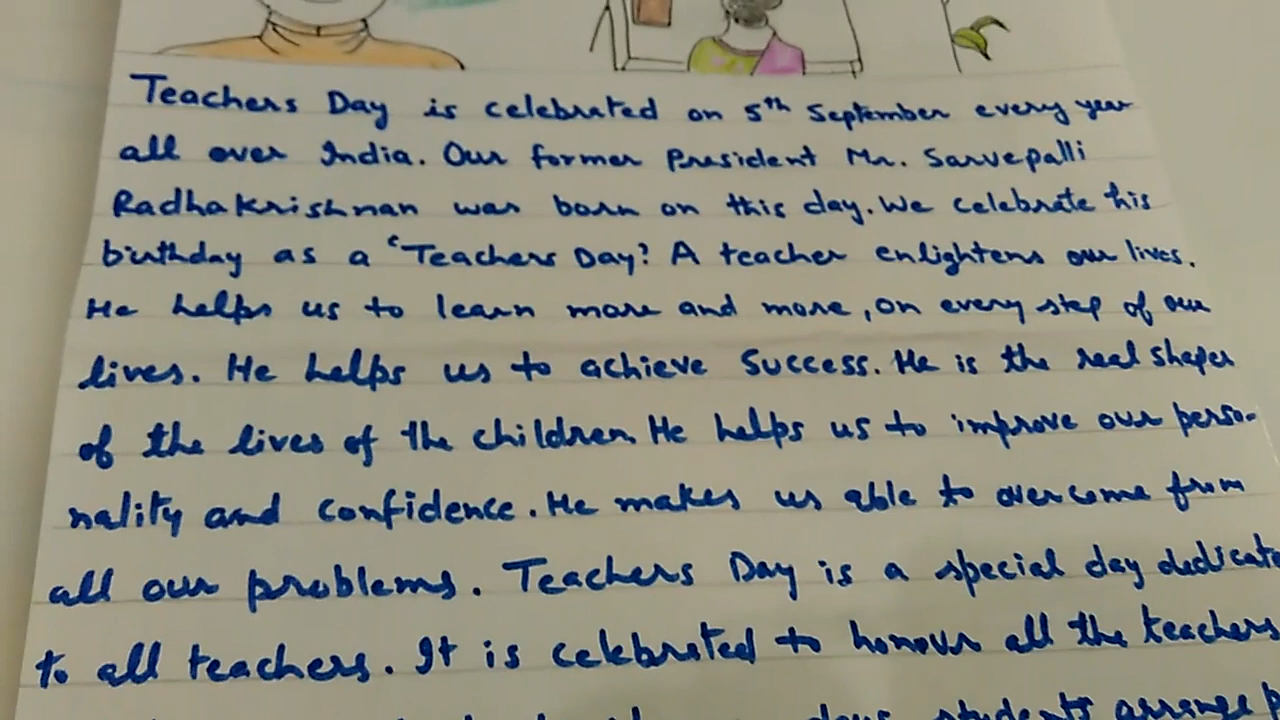 Teachers Day is celebrated on 5th September every year
all over India. Our former President Mr. Sarvepalli
Radhakrishnan was born on this day. We celebrate his
birthday as a 'Teachers Day'. A teacher enlightens our lives.
He helps us to learn more and more, on every step of our
lives. He helps us to achieve Success. He is the real shaper
of the lives of the children. He helps us to improve our perso-
nality and confidence. He makes us able to overcome from
all our problems. Teachers Day is a special day dedicate
to all teachers. It is celebrated to honour all the teachers
students arrange